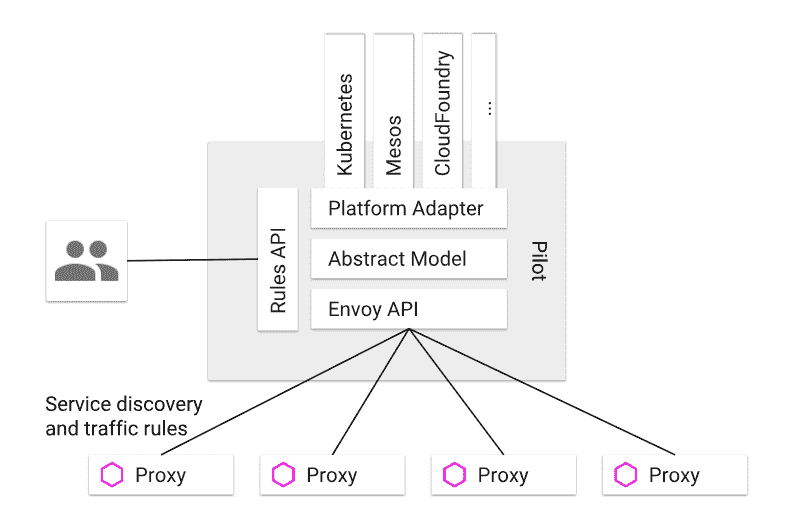 Kubernetes
Mesos
CloudFoundry
...
Platform Adapter
Rules API
Abstract Model
Pilot
Envoy API
Service discovery
and traffic rules
Proxy
Proxy
Proxy
Proxy